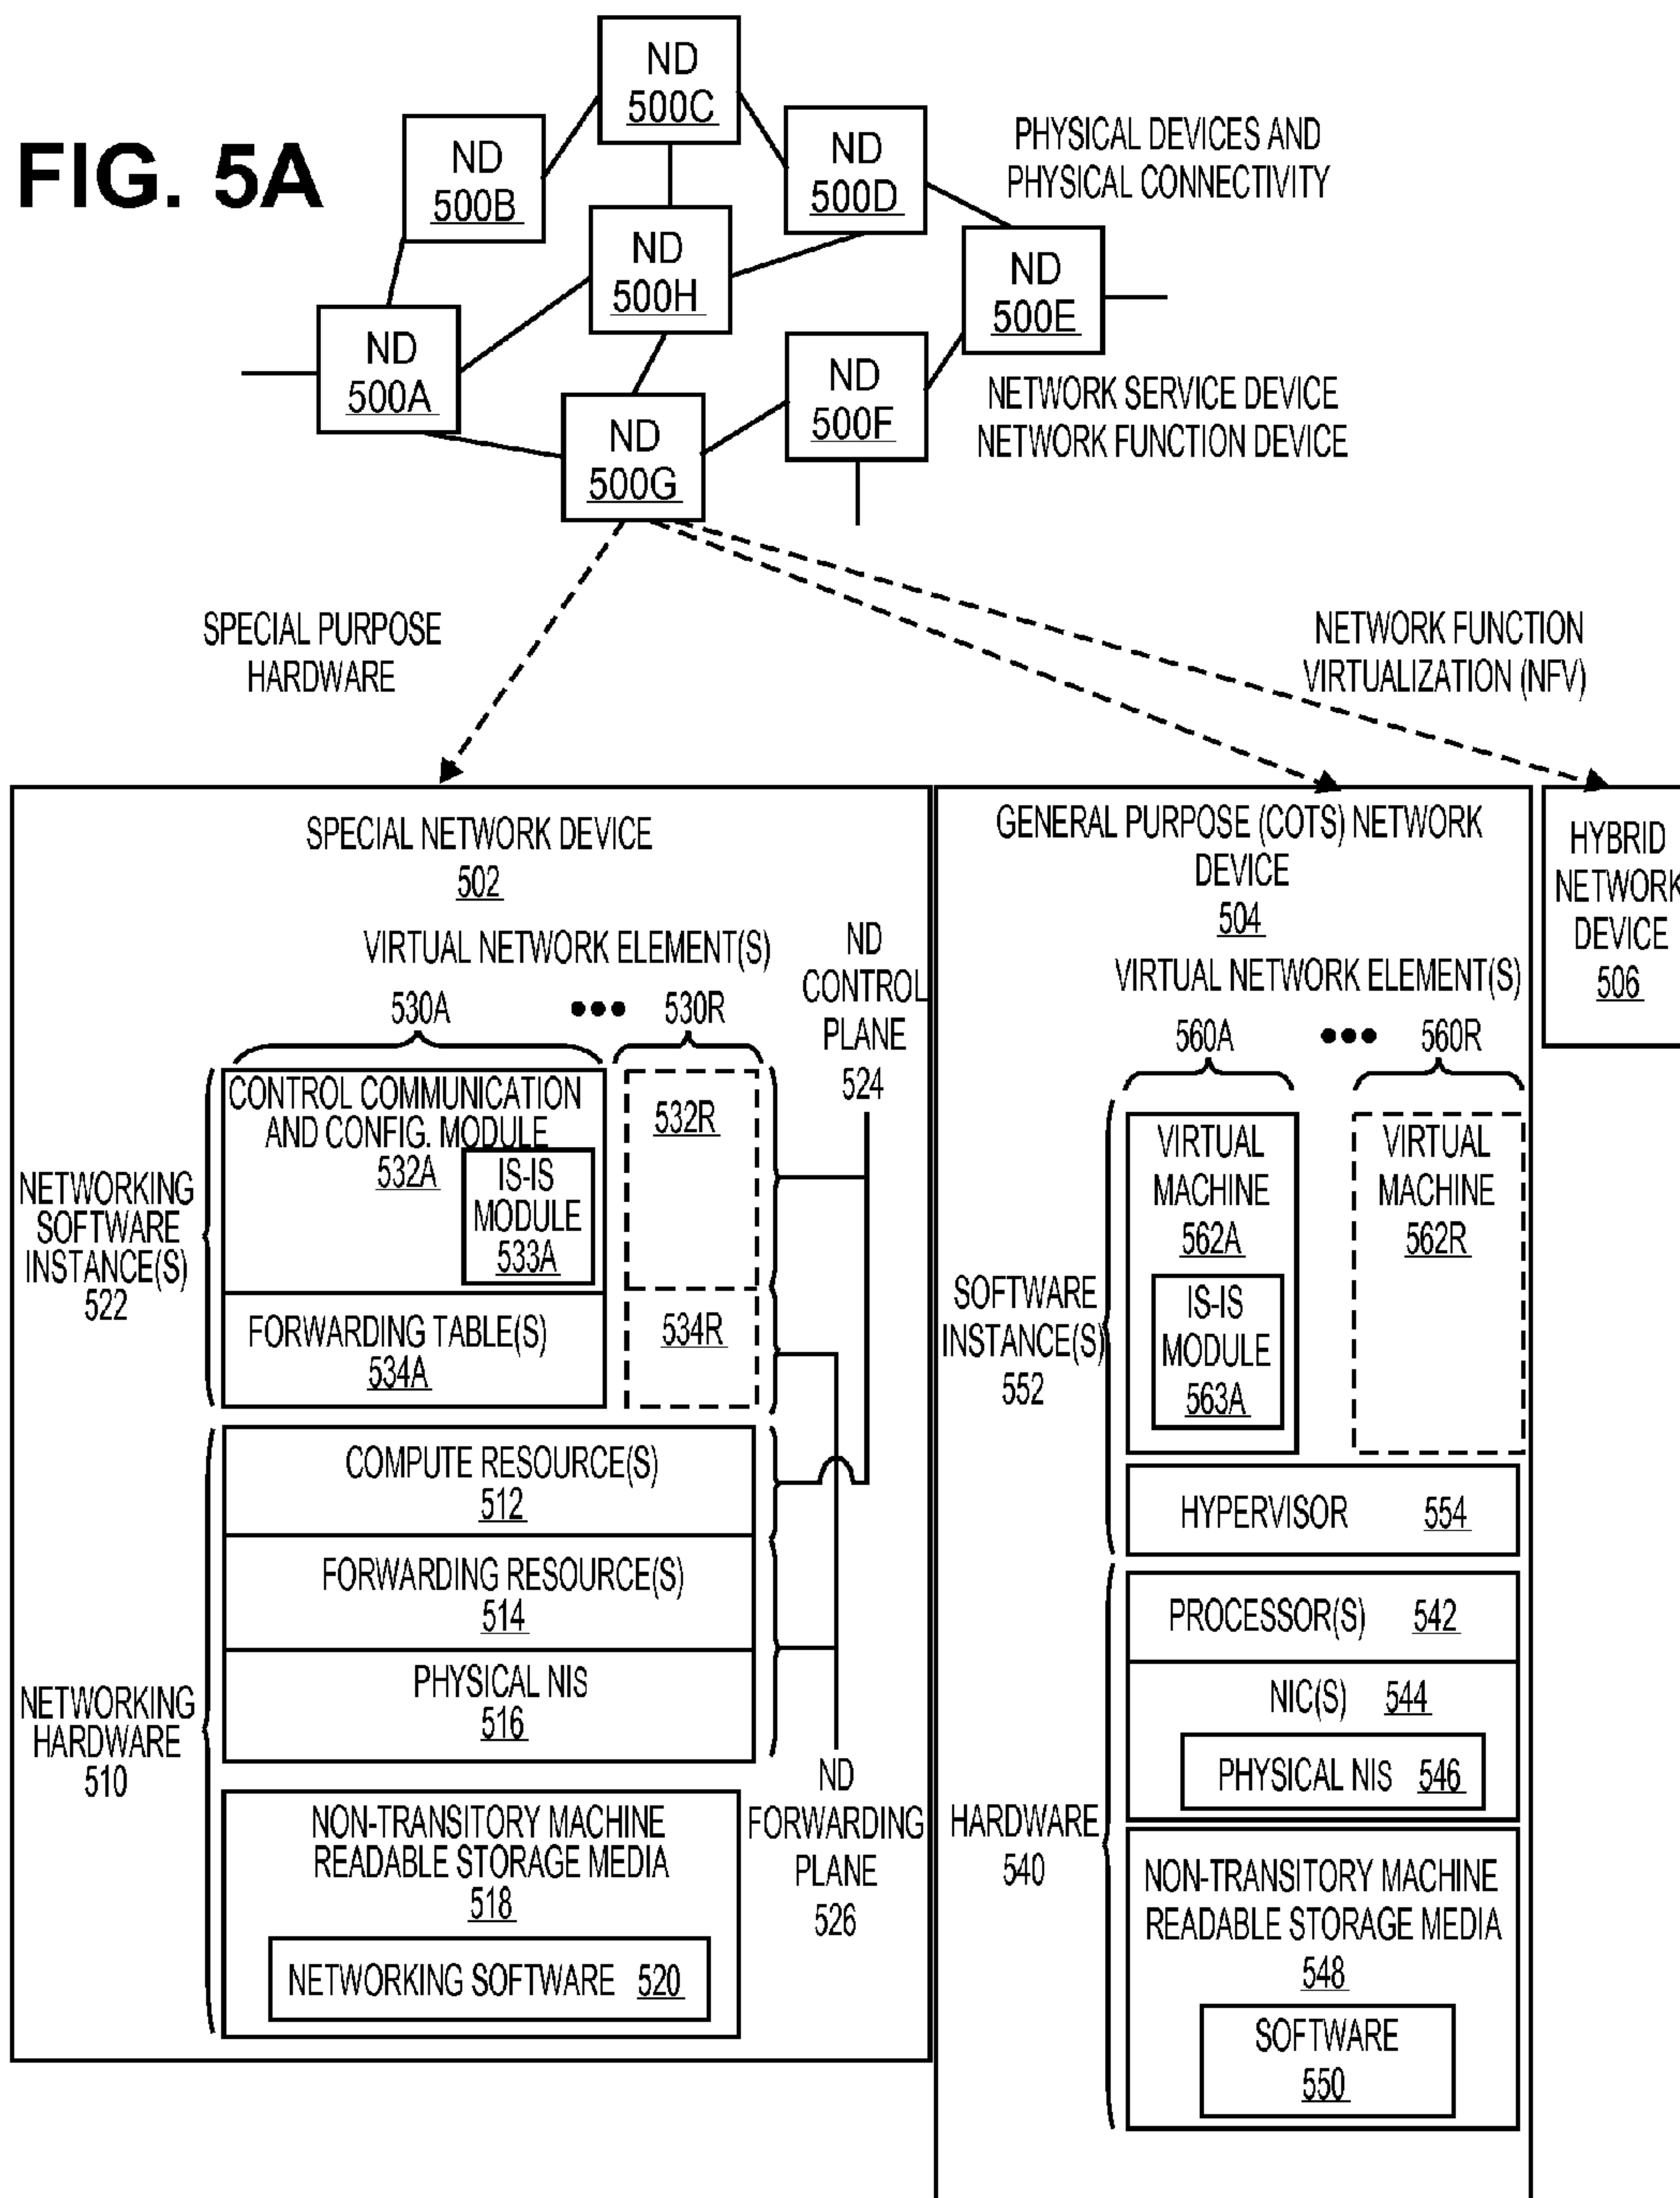 FIG. 5A
ND
500C
ND
500B
ND
500D
PHYSICAL DEVICES AND
PHYSICAL CONNECTIVITY
ND
500H
ND
500E
ND
500A
ND
500F
NETWORK SERVICE DEVICE
NETWORK FUNCTION DEVICE
ND
500G
SPECIAL PURPOSE
HARDWARE
NETWORK FUNCTION
VIRTUALIZATION (NFV)
SPECIAL NETWORK DEVICE
502
VIRTUAL NETWORK ELEMENT(S)
530A ••• 530R
ND
CONTROL
PLANE
524
NETWORKING
SOFTWARE
INSTANCE(S)
522
CONTROL COMMUNICATION
AND CONFIG. MODULE
532A
IS-IS
MODULE
533A
532R
FORWARDING TABLE(S)
534A
534R
NETWORKING
HARDWARE
510
COMPUTE RESOURCE(S)
512
FORWARDING RESOURCE(S)
514
PHYSICAL NIS
516
NON-TRANSITORY MACHINE
READABLE STORAGE MEDIA
518
NETWORKING SOFTWARE 520
ND
FORWARDING
PLANE
526
GENERAL PURPOSE (COTS) NETWORK
DEVICE
504
VIRTUAL NETWORK ELEMENT(S)
560A ••• 560R
SOFTWARE
INSTANCE(S)
552
VIRTUAL
MACHINE
562A
IS-IS
MODULE
563A
VIRTUAL
MACHINE
562R
HYPERVISOR 554
HARDWARE
540
PROCESSOR(S) 542
NIC(S) 544
PHYSICAL NIS 546
NON-TRANSITORY MACHINE
READABLE STORAGE MEDIA
548
SOFTWARE
550
HYBRID
NETWORK
DEVICE
506